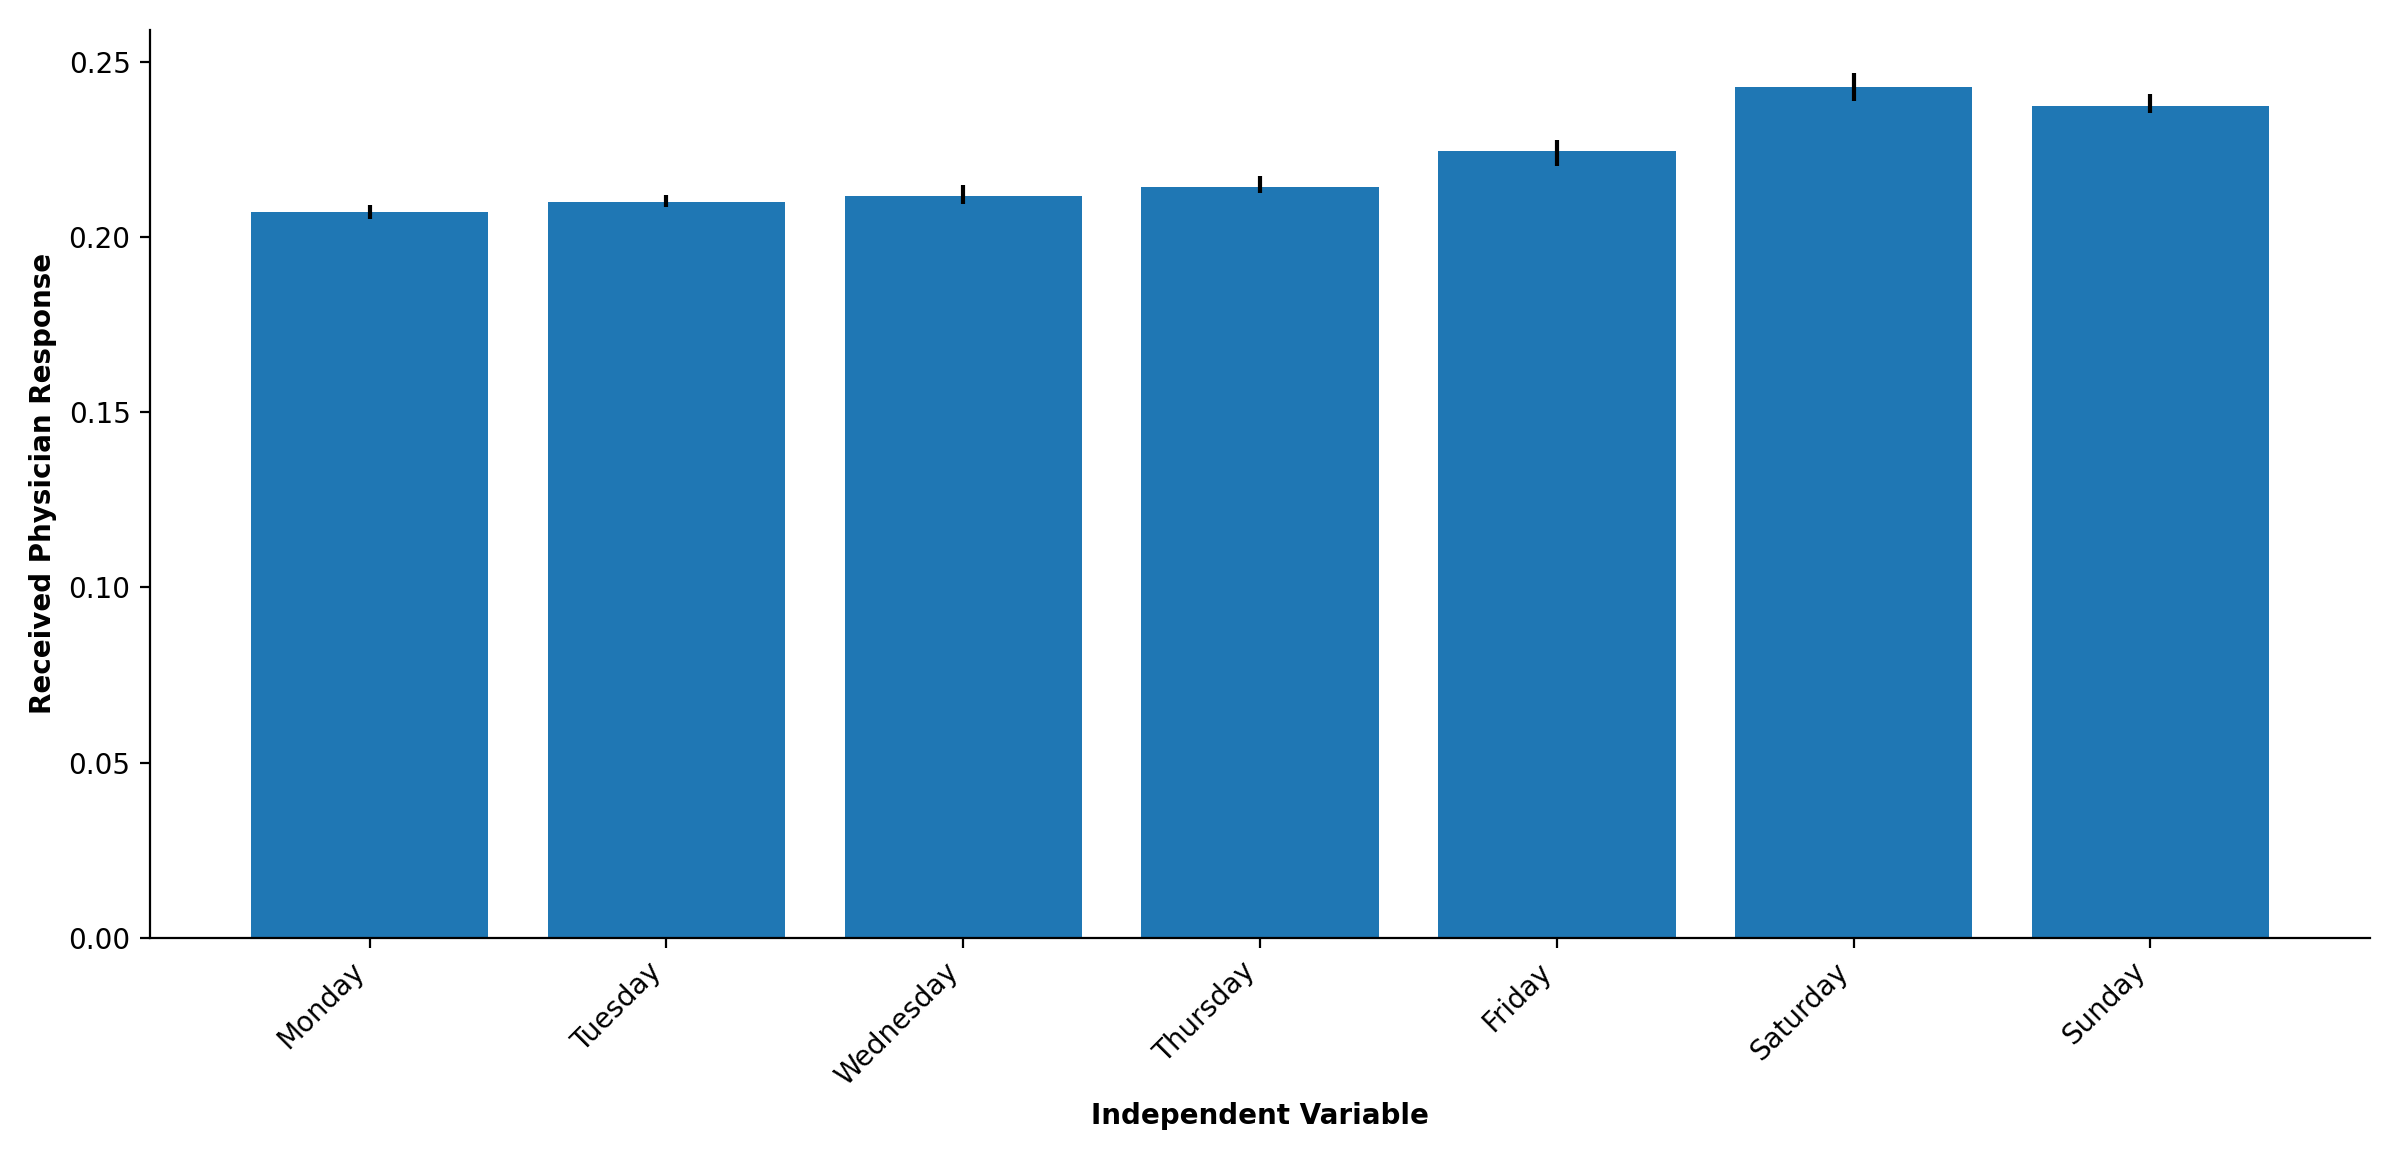 0.25
0.20
0.15
0.10
0.05
0.00
Received Physician Response
Monday
Tuesday
Wednesday
Thursday
Friday
Saturday
Sunday
Independent Variable